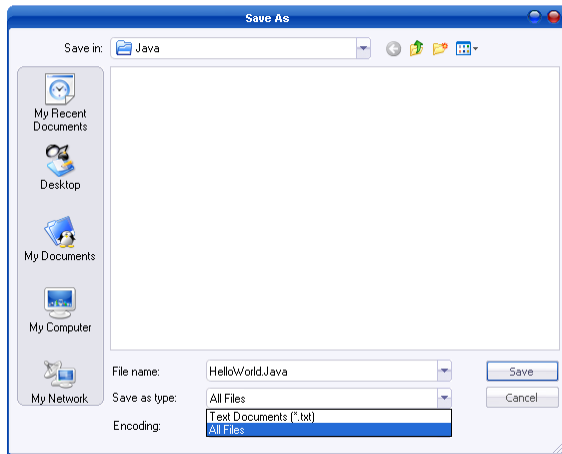 Save As
Save in:
Java
My Recent
Documents
Desktop
My Documents
My Computer
My Network
File name:
HelloWorld.Java
Save
Save as type:
All Files
Cancel
Text Documents (*.txt)
All Files
Encoding: